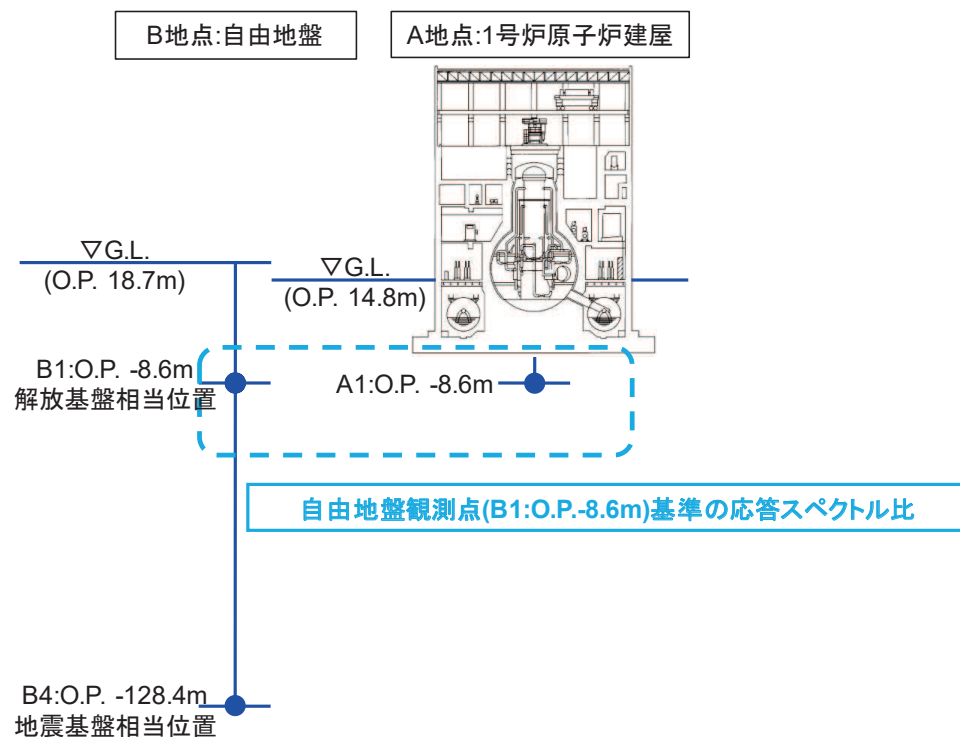 B地点:自由地盤
A地点:1号炉原子炉建屋
▽G.L.
(O.P. 18.7m)
▽G.L.
(O.P. 14.8m)
B1:O.P. -8.6m
解放基盤相当位置
A1:O.P. -8.6m
自由地盤観測点(B1:O.P.-8.6m)基準の応答スペクトル比
B4:O.P. -128.4m
地震基盤相当位置